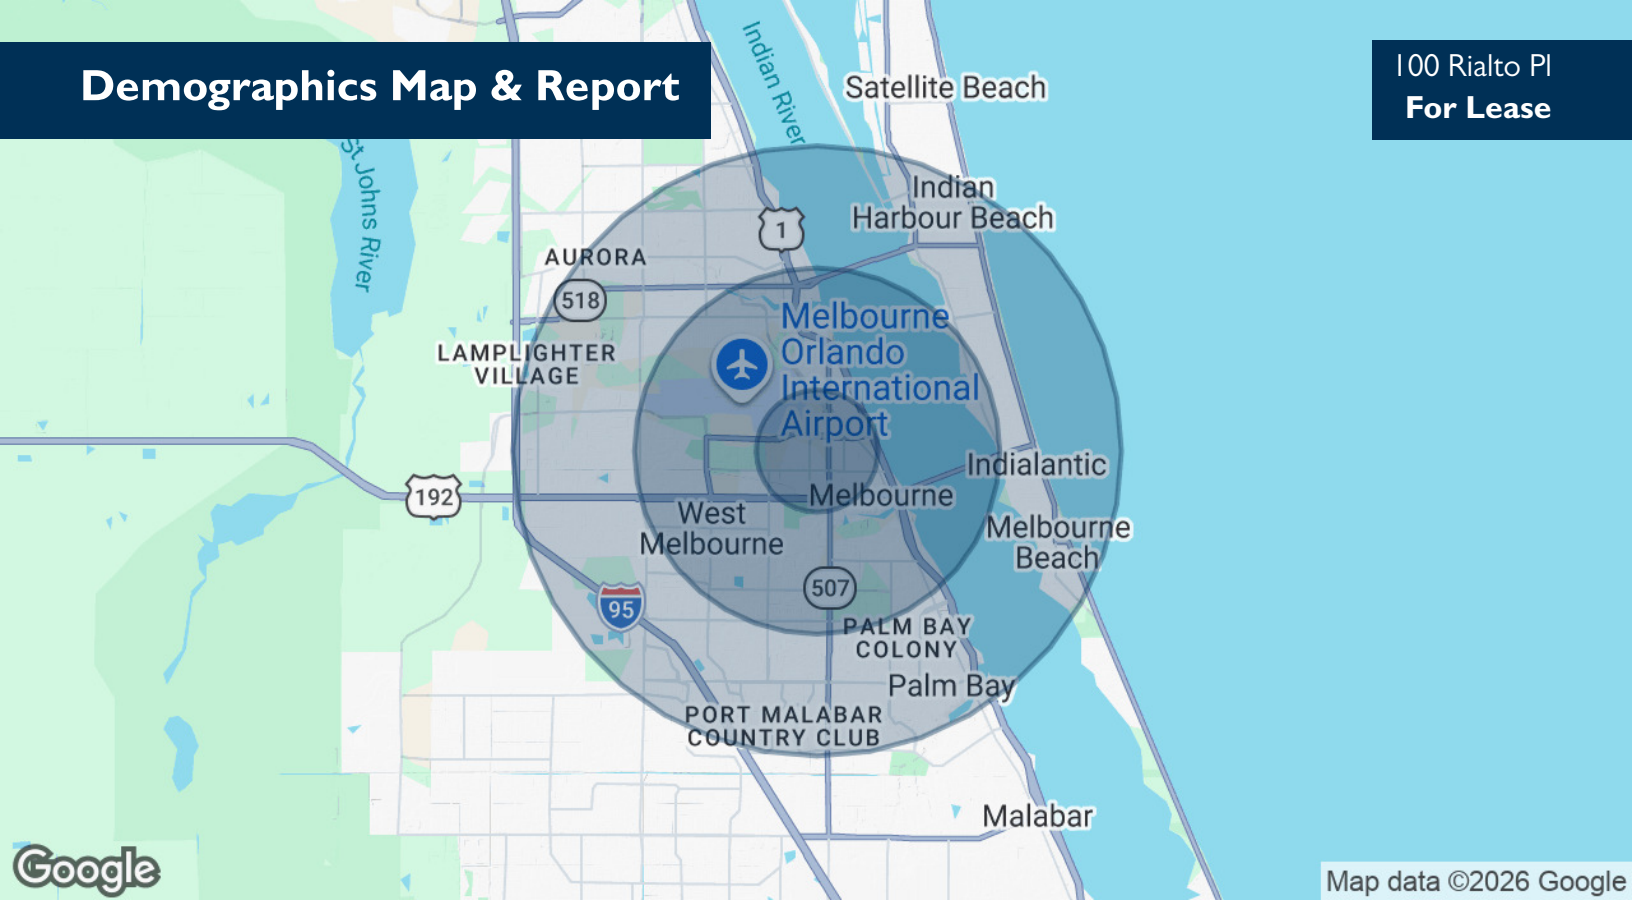 Demographics Map & Report
100 Rialto Pl
For Lease
Indian River
Satellite Beach
St Johns River
Indian
Harbour Beach
1
AURORA
518
Melbourne
Orlando
International
Airport
LAMPLIGHTER
VILLAGE
Indialantic
192
Melbourne
West
Melbourne
Melbourne
Beach
507
95
PALM BAY
COLONY
Palm Bay
PORT MALABAR
COUNTRY CLUB
Malabar
Google
Map data ©2026 Google